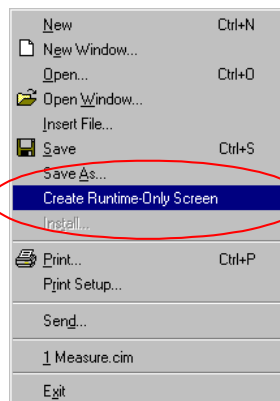 New Ctrl+N
New Window...
Open... Ctrl+O
Open Window...
Insert File...
Save Ctrl+S
Save As...
Create Runtime-Only Screen
Install...
Print... Ctrl+P
Print Setup...
Send...
1 Measure.cim
Exit